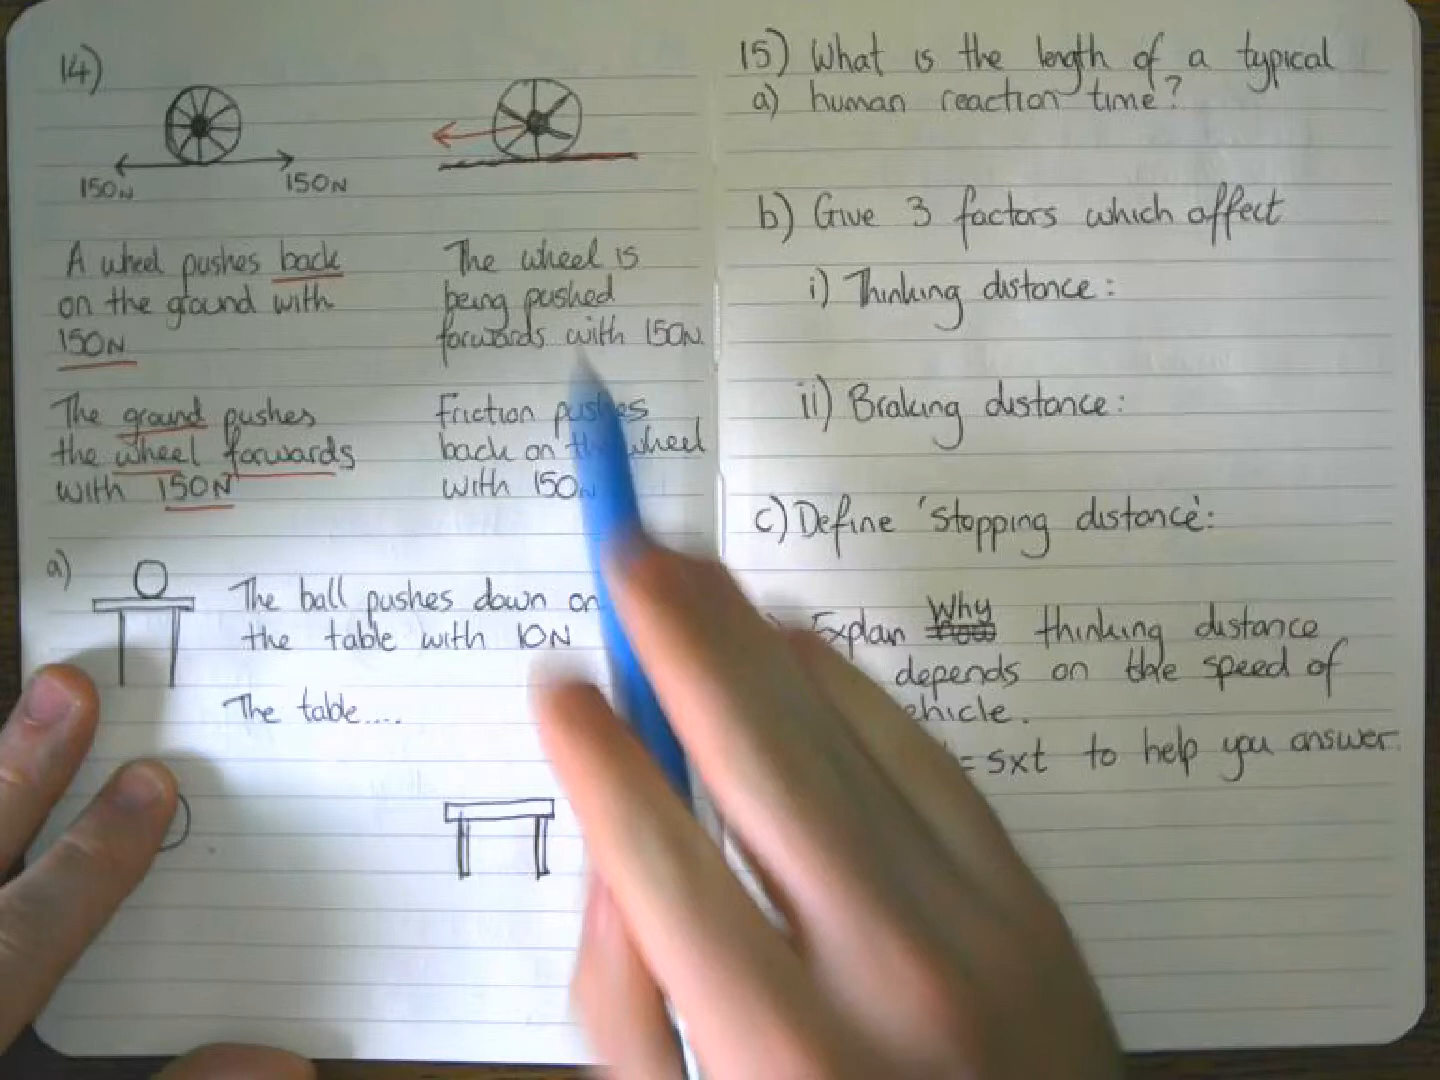 14)
150N
150N
A wheel pushes back
on the ground with
150N
The ground pushes
the wheel forwards
with 150N
The wheel is
being pushed
forwards with 150N
Friction pushes
back on the wheel
with 150N
a)
The ball pushes down on
the table with 10N
The table....
15) What is the length of a typical
a) human reaction time?
b) Give 3 factors which affect
i) Thinking distance:
ii) Braking distance:
c) Define 'stopping distance':
Explain Why thinking distance
depends on the speed of
= sxt to help you answer.